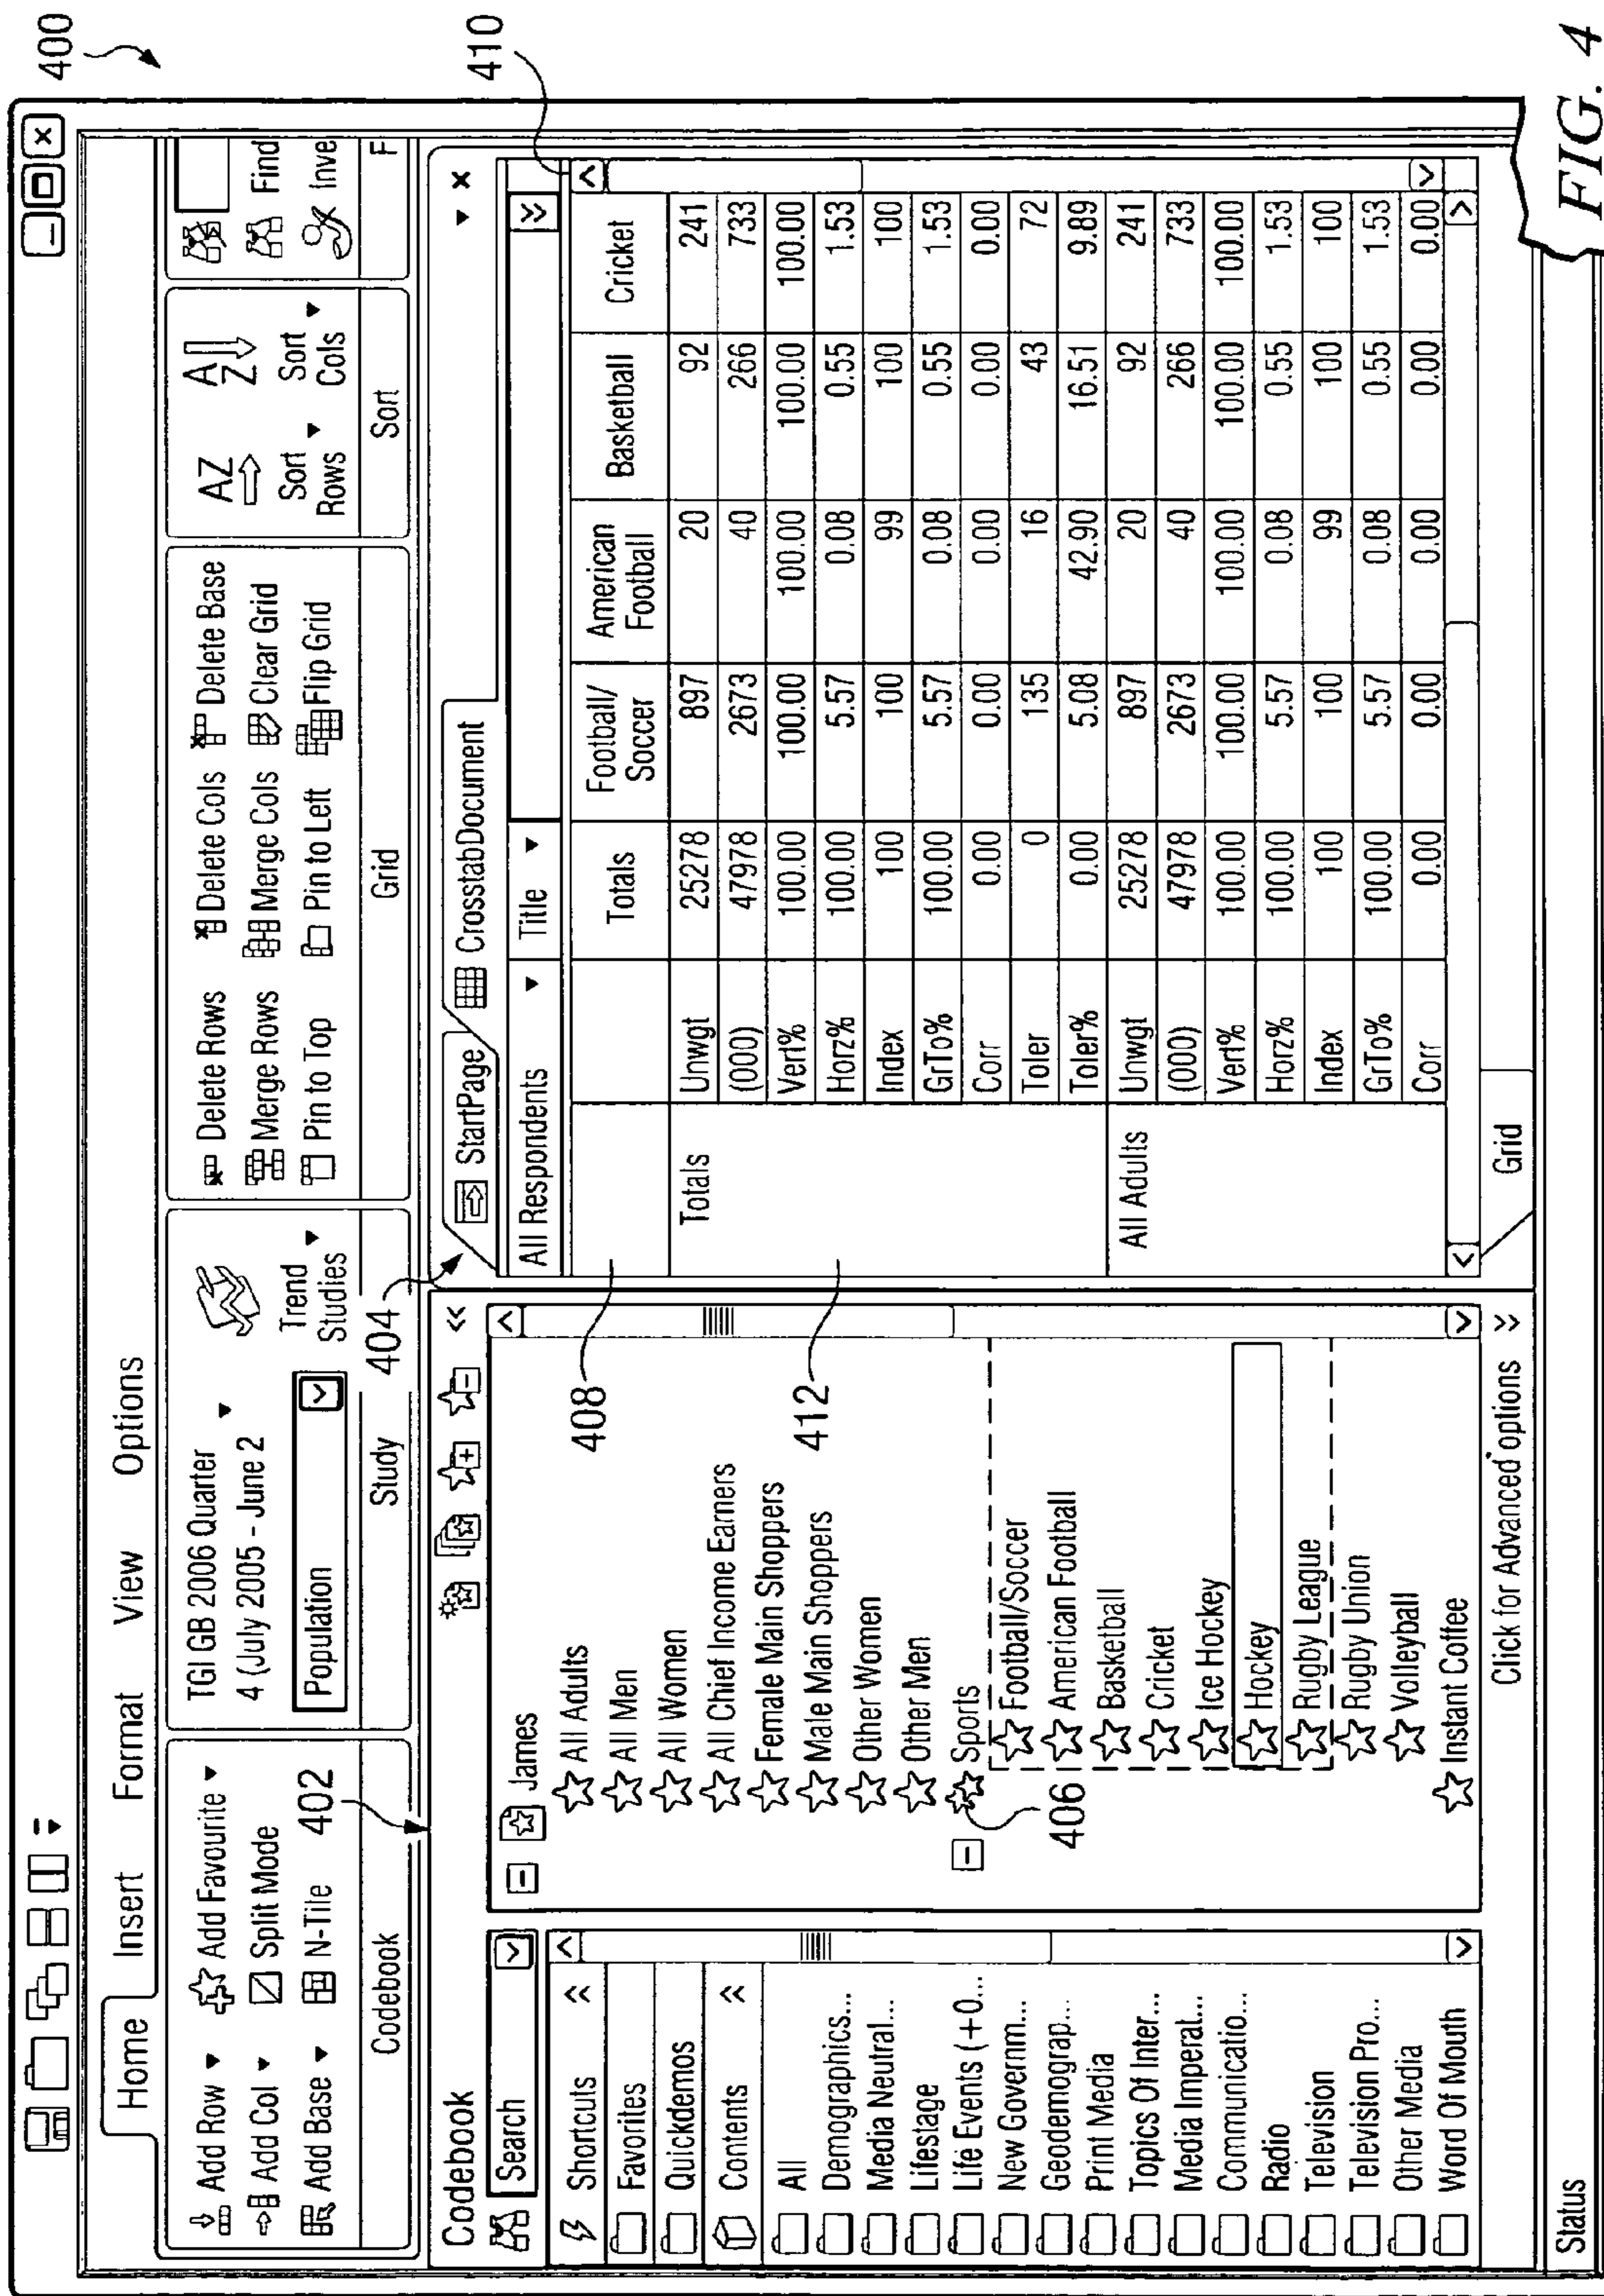 400
Home Insert Format View Options
Add Row Add Favourite
Add Col Split Mode
Add Base N-Tile
Codebook
402
TGI GB 2006 Quarter
4 (July 2005 - June 2
Population
Trend
Studies
Study
404
Delete Rows Delete Cols Delete Base
Merge Rows Merge Cols Clear Grid
Pin to Top Pin to Left Flip Grid
Grid
AZ
A
Z
Sort
Rows
Sort
Cols
Sort
Find
Inve
F
Codebook
Search
Shortcuts
Favorites
Quickdemos
Contents
All
Demographics...
Media Neutral...
Lifestage
Life Events (+O...
New Governm...
Geodemograp...
Print Media
Topics Of Inter...
Media Imperat...
Communicatio...
Radio
Television
Television Pro...
Other Media
Word Of Mouth
James
All Adults
All Men
All Women
All Chief Income Earners
Female Main Shoppers
Male Main Shoppers
Other Women
Other Men
Sports
Football/Soccer
American Football
Basketball
Cricket
Ice Hockey
Hockey
Rugby League
Rugby Union
Volleyball
Instant Coffee
406
408
412
Click for Advanced options
StartPage CrosstabDocument
All Respondents Title
410
Totals Football/Soccer American Football Basketball Cricket
Totals Unwgt 25278 897 20 92 241
(000) 47978 2673 40 266 733
Vert% 100.00 100.00 100.00 100.00 100.00
Horz% 100.00 5.57 0.08 0.55 1.53
Index 100 100 99 100 100
GrTo% 100.00 5.57 0.08 0.55 1.53
Corr 0.00 0.00 0.00 0.00 0.00
Toler 0 135 16 43 72
Toler% 0.00 5.08 42.90 16.51 9.89
All Adults Unwgt 25278 897 20 92 241
(000) 47978 2673 40 266 733
Vert% 100.00 100.00 100.00 100.00 100.00
Horz% 100.00 5.57 0.08 0.55 1.53
Index 100 100 99 100 100
GrTo% 100.00 5.57 0.08 0.55 1.53
Corr 0.00 0.00 0.00 0.00 0.00
Grid
Status
FIG. 4